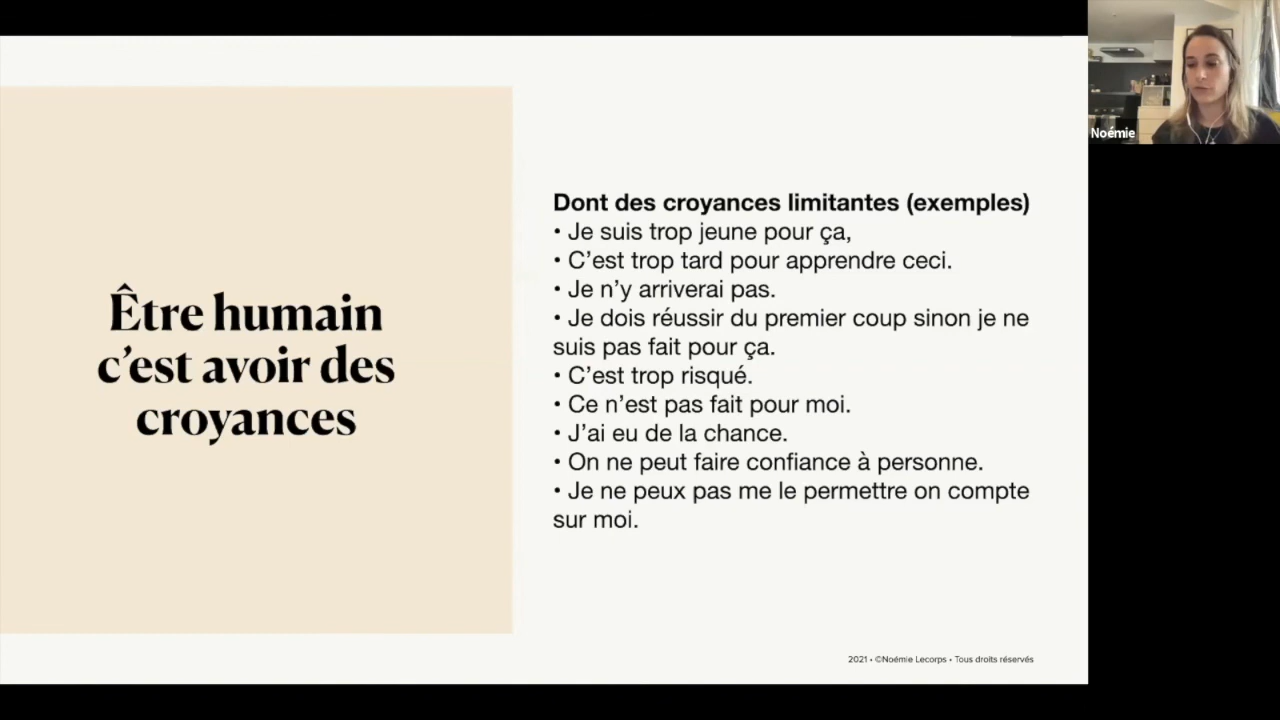 Être humain
c’est avoir des
croyances
Dont des croyances limitantes (exemples)
• Je suis trop jeune pour ça,
• C’est trop tard pour apprendre ceci.
• Je n’y arriverai pas.
• Je dois réussir du premier coup sinon je ne
suis pas fait pour ça.
• C’est trop risqué.
• Ce n’est pas fait pour moi.
• J’ai eu de la chance.
• On ne peut faire confiance à personne.
• Je ne peux pas me le permettre on compte
sur moi.
2021 • ©Noémie Lecorps • Tous droits réservés
Noémie